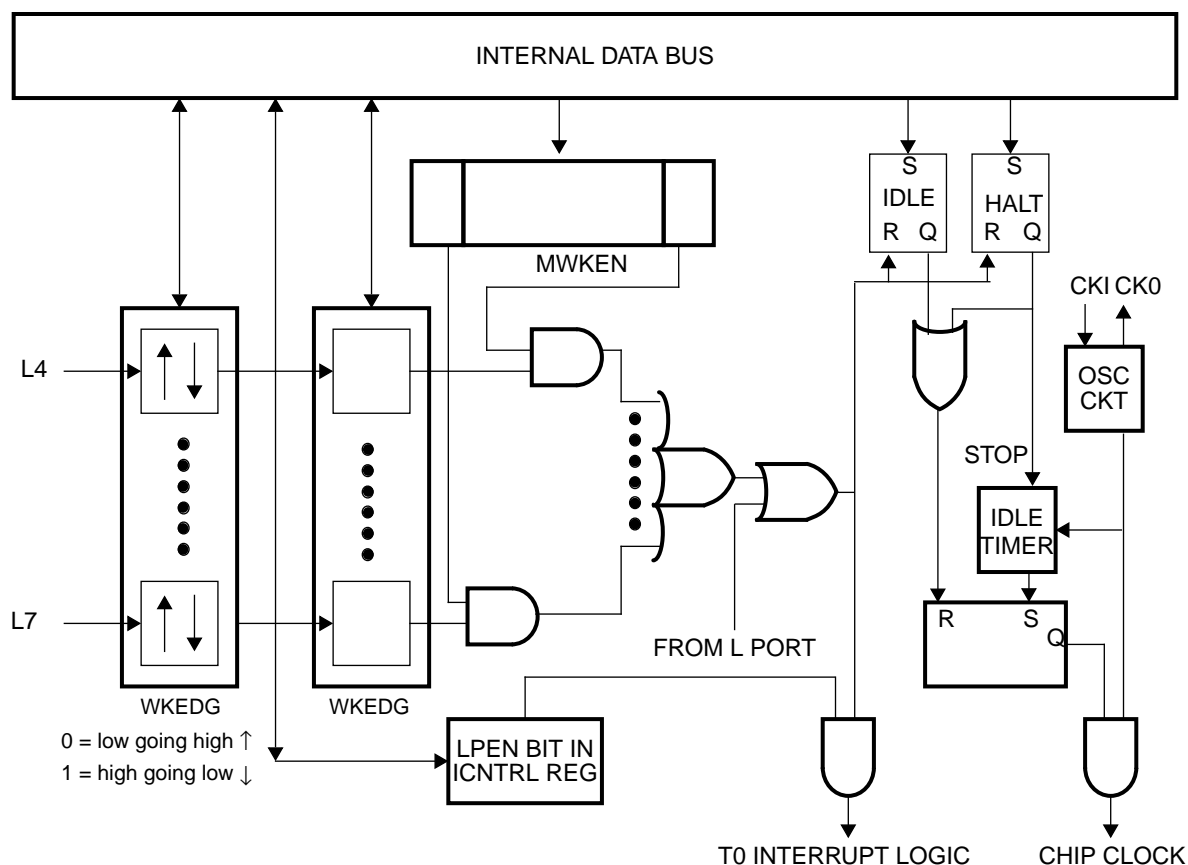 INTERNAL DATA BUS
S
IDLE
R Q
S
HALT
R Q
MWKEN
CKI CK0
OSC
CKT
L4
STOP
IDLE
TIMER
L7
R S
Q
FROM L PORT
WKEDG
WKEDG
0 = low going high ↑
1 = high going low ↓
LPEN BIT IN
ICNTRL REG
T0 INTERRUPT LOGIC
CHIP CLOCK